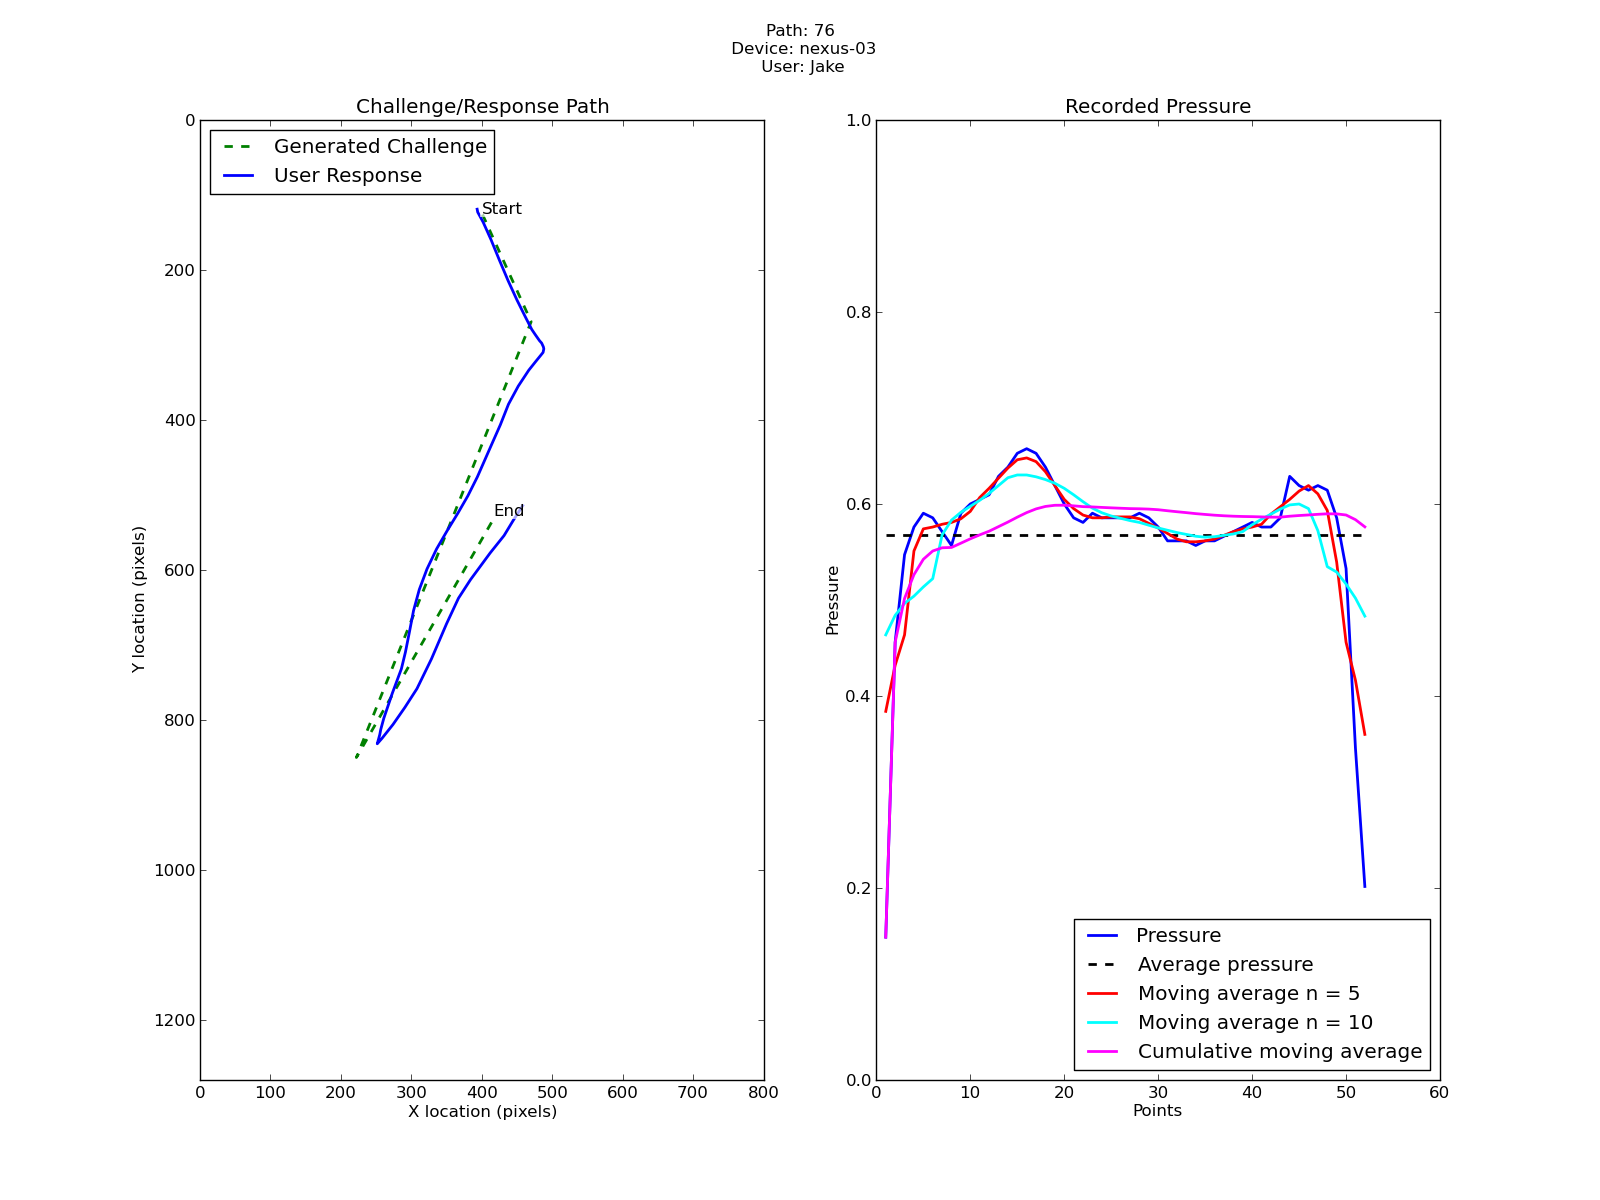 Path: 76
Device: nexus-03
User: Jake
Challenge/Response Path
Generated Challenge
User Response
Start
End
0
200
400
600
800
1000
1200
Y location (pixels)
0 100 200 300 400 500 600 700 800
X location (pixels)
Recorded Pressure
1.0
0.8
0.6
0.4
0.2
0.0
Pressure
Pressure
Average pressure
Moving average n = 5
Moving average n = 10
Cumulative moving average
0 10 20 30 40 50 60
Points